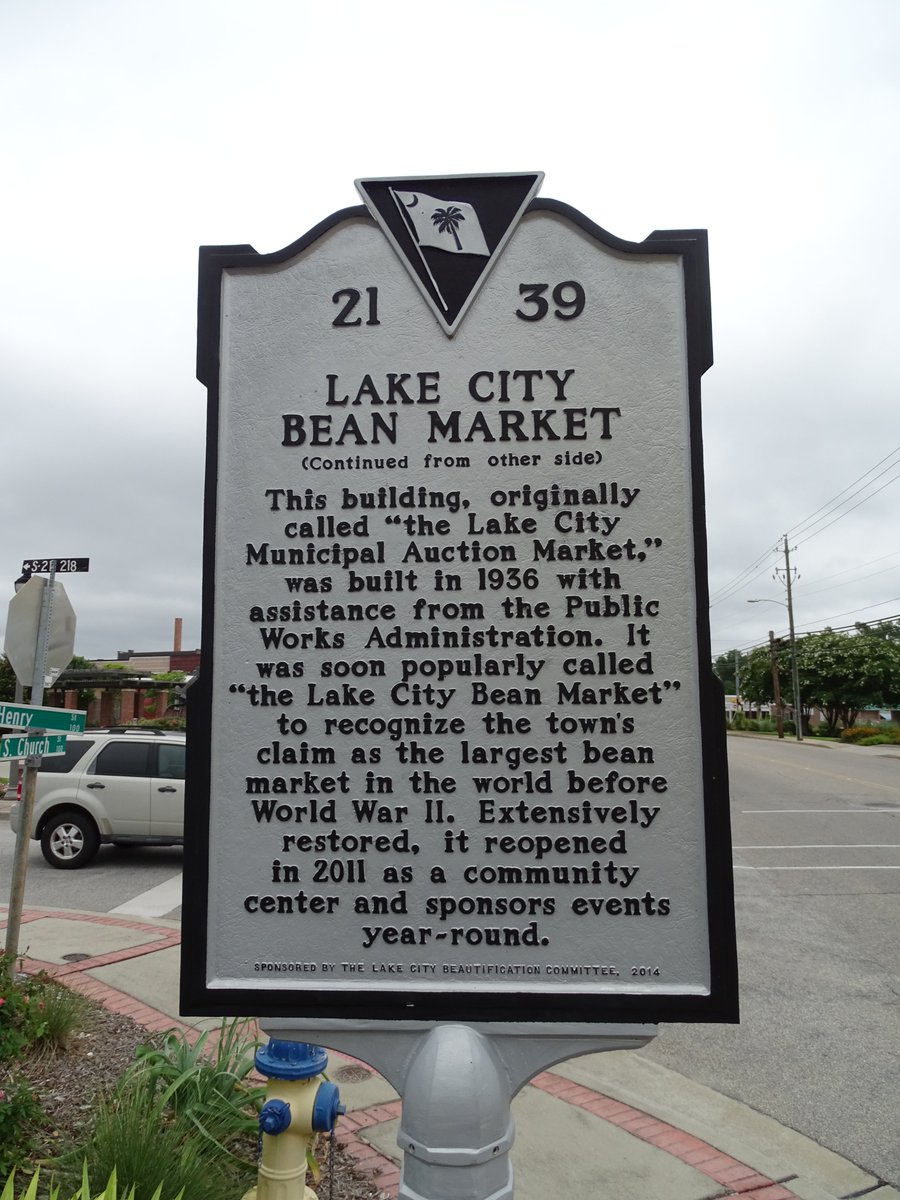 21 39
LAKE CITY
BEAN MARKET
(Continued from other side)
This building, originally
called “the Lake City
Municipal Auction Market,”
was built in 1936 with
assistance from the Public
Works Administration. It
was soon popularly called
“the Lake City Bean Market”
to recognize the town's
claim as the largest bean
market in the world before
World War II. Extensively
restored, it reopened
in 2011 as a community
center and sponsors events
year-round.
SPONSORED BY THE LAKE CITY BEAUTIFICATION COMMITTEE, 2014
Henry St 100
S. Church St